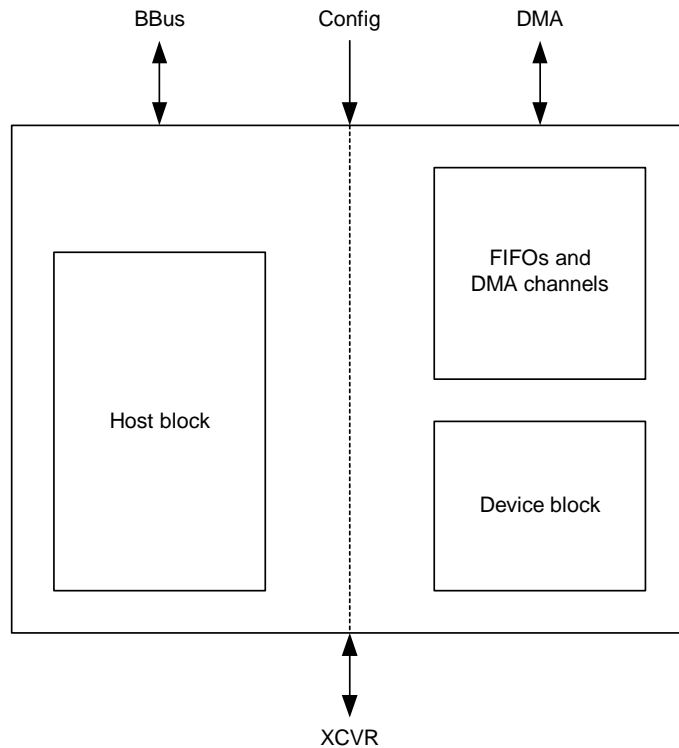 BBus
Config
DMA
FIFOs and
DMA channels
Host block
Device block
XCVR